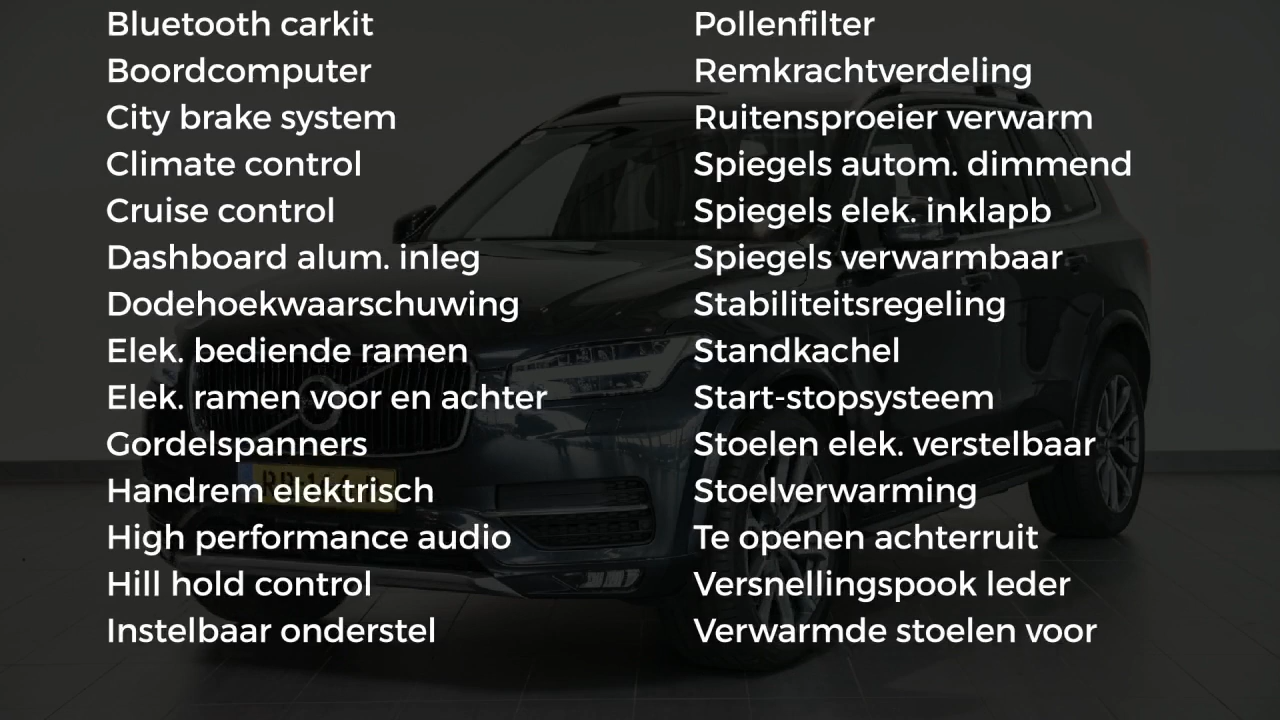 Bluetooth carkit
Boordcomputer
City brake system
Climate control
Cruise control
Dashboard alum. inleg
Dodehoekwaarschuwing
Elek. bediende ramen
Elek. ramen voor en achter
Gordelspanners
Handrem elektrisch
High performance audio
Hill hold control
Instelbaar onderstel
Pollenfilter
Remkrachtverdeling
Ruitensproeier verwarm
Spiegels autom. dimmend
Spiegels elek. inklapb
Spiegels verwarmbaar
Stabiliteitsregeling
Standkachel
Start-stopsysteem
Stoelen elek. verstelbaar
Stoelverwarming
Te openen achterruit
Versnellingspook leder
Verwarmde stoelen voor